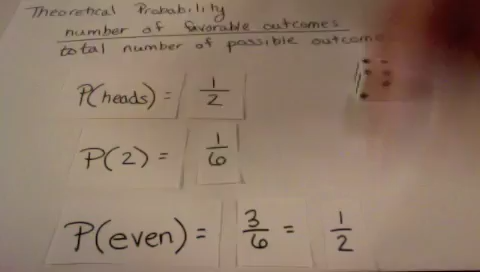 Theoretical Probability
number of favorable outcomes
total number of possible outcome
P(heads) = 1/2
P(2) = 1/6
P(even) = 3/6 = 1/2